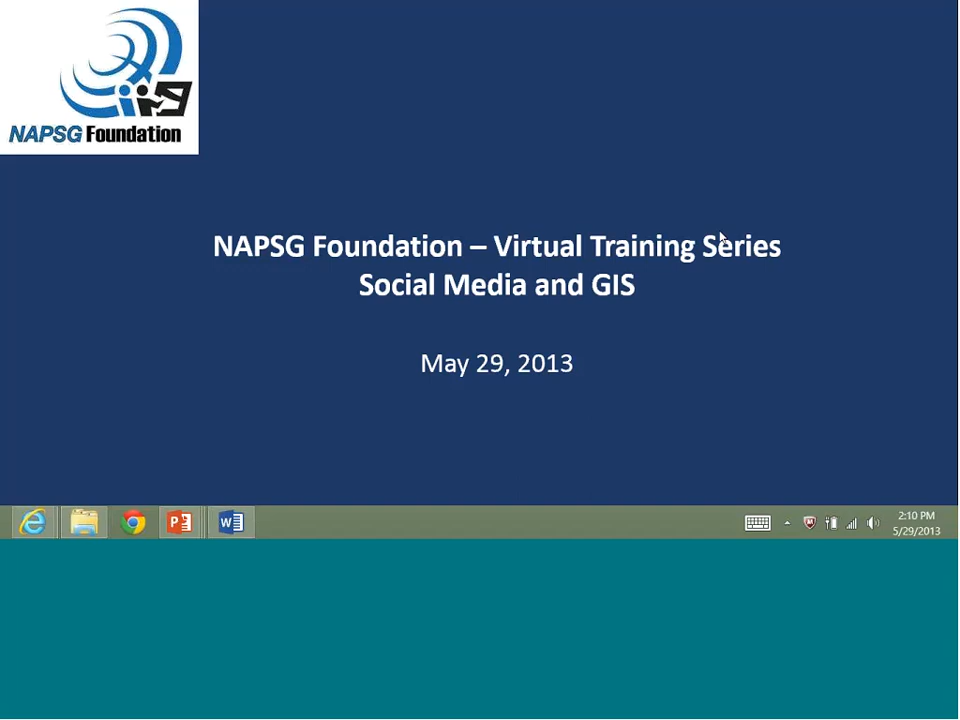 NAPSG Foundation
NAPSG Foundation – Virtual Training Series
Social Media and GIS
May 29, 2013
2:10 PM
5/29/2013